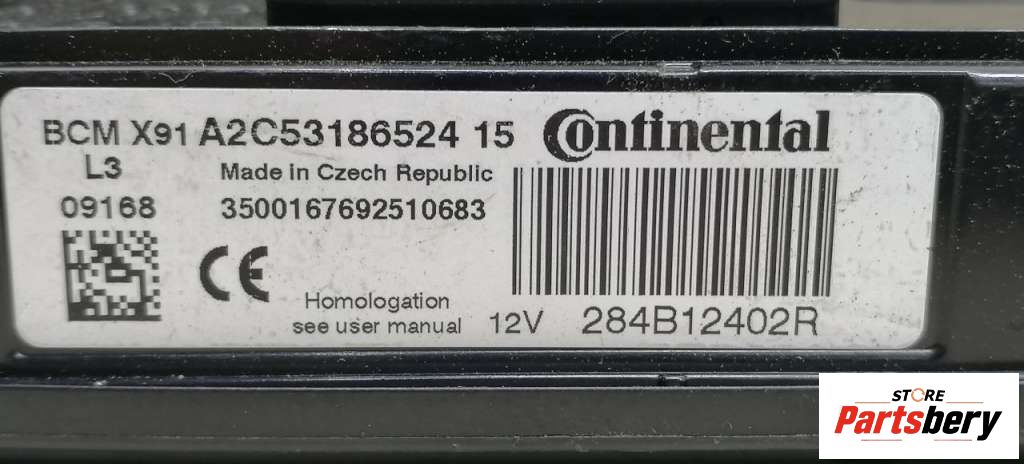 BCM X91 A2C53186524 15 Continental
L3 Made in Czech Republic
09168 3500167692510683
CE
Homologation
see user manual 12V 284B12402R
STORE
Partsbery